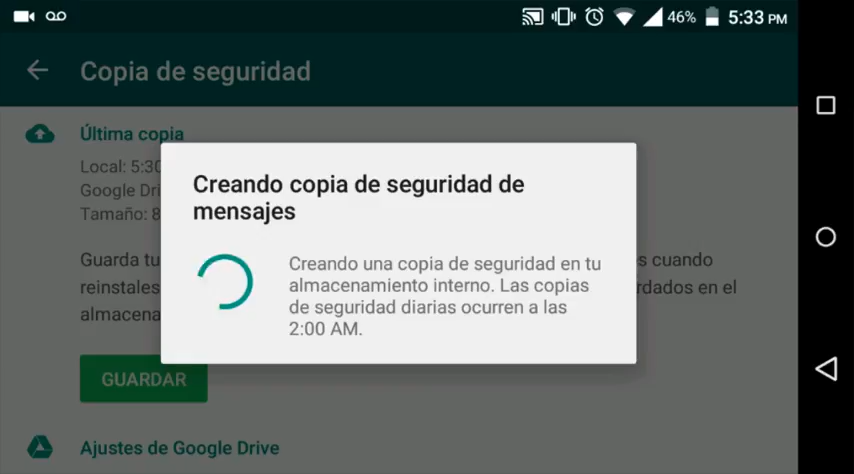 46% 5:33 PM
Copia de seguridad
Última copia
Local: 5:30
Google Dri
Tamaño: 8
Guarda tu s cuando
reinstales rdados en el
almacena
Creando copia de seguridad de
mensajes
Creando una copia de seguridad en tu
almacenamiento interno. Las copias
de seguridad diarias ocurren a las
2:00 AM.
GUARDAR
Ajustes de Google Drive